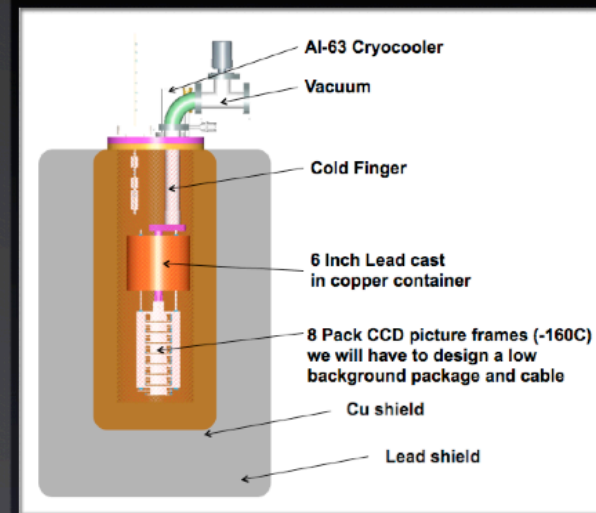 Al-63 Cryocooler
Vacuum
Cold Finger
6 Inch Lead cast
in copper container
8 Pack CCD picture frames (-160C)
we will have to design a low
background package and cable
Cu shield
Lead shield